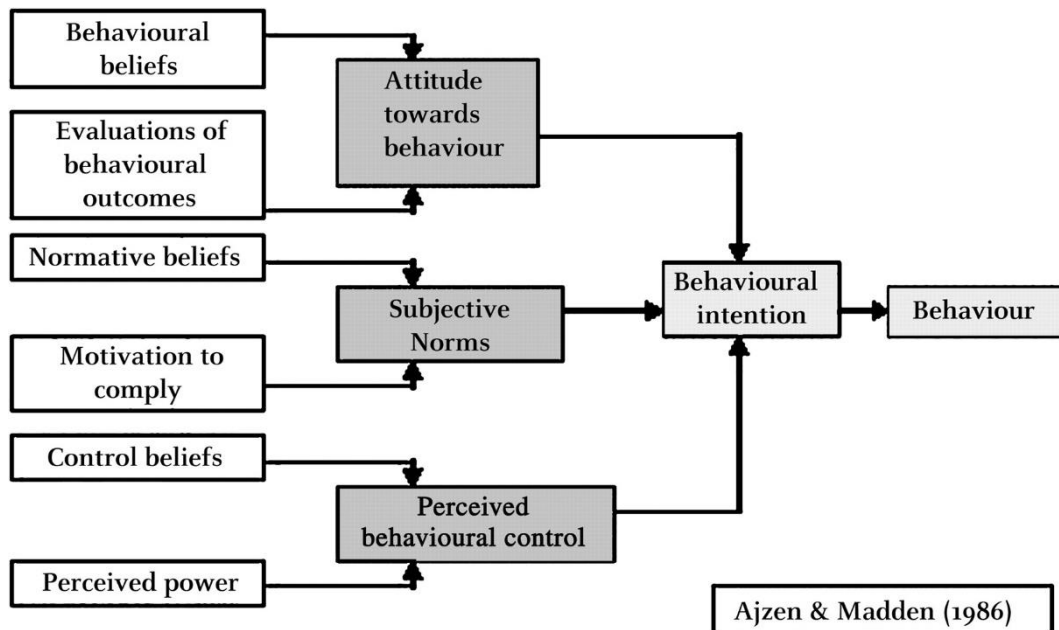 Behavioural
beliefs
Attitude
towards
behaviour
Evaluations of
behavioural
outcomes
Normative beliefs
Subjective
Norms
Behavioural
intention
Behaviour
Motivation to
comply
Control beliefs
Perceived
behavioural control
Perceived power
Ajzen & Madden (1986)